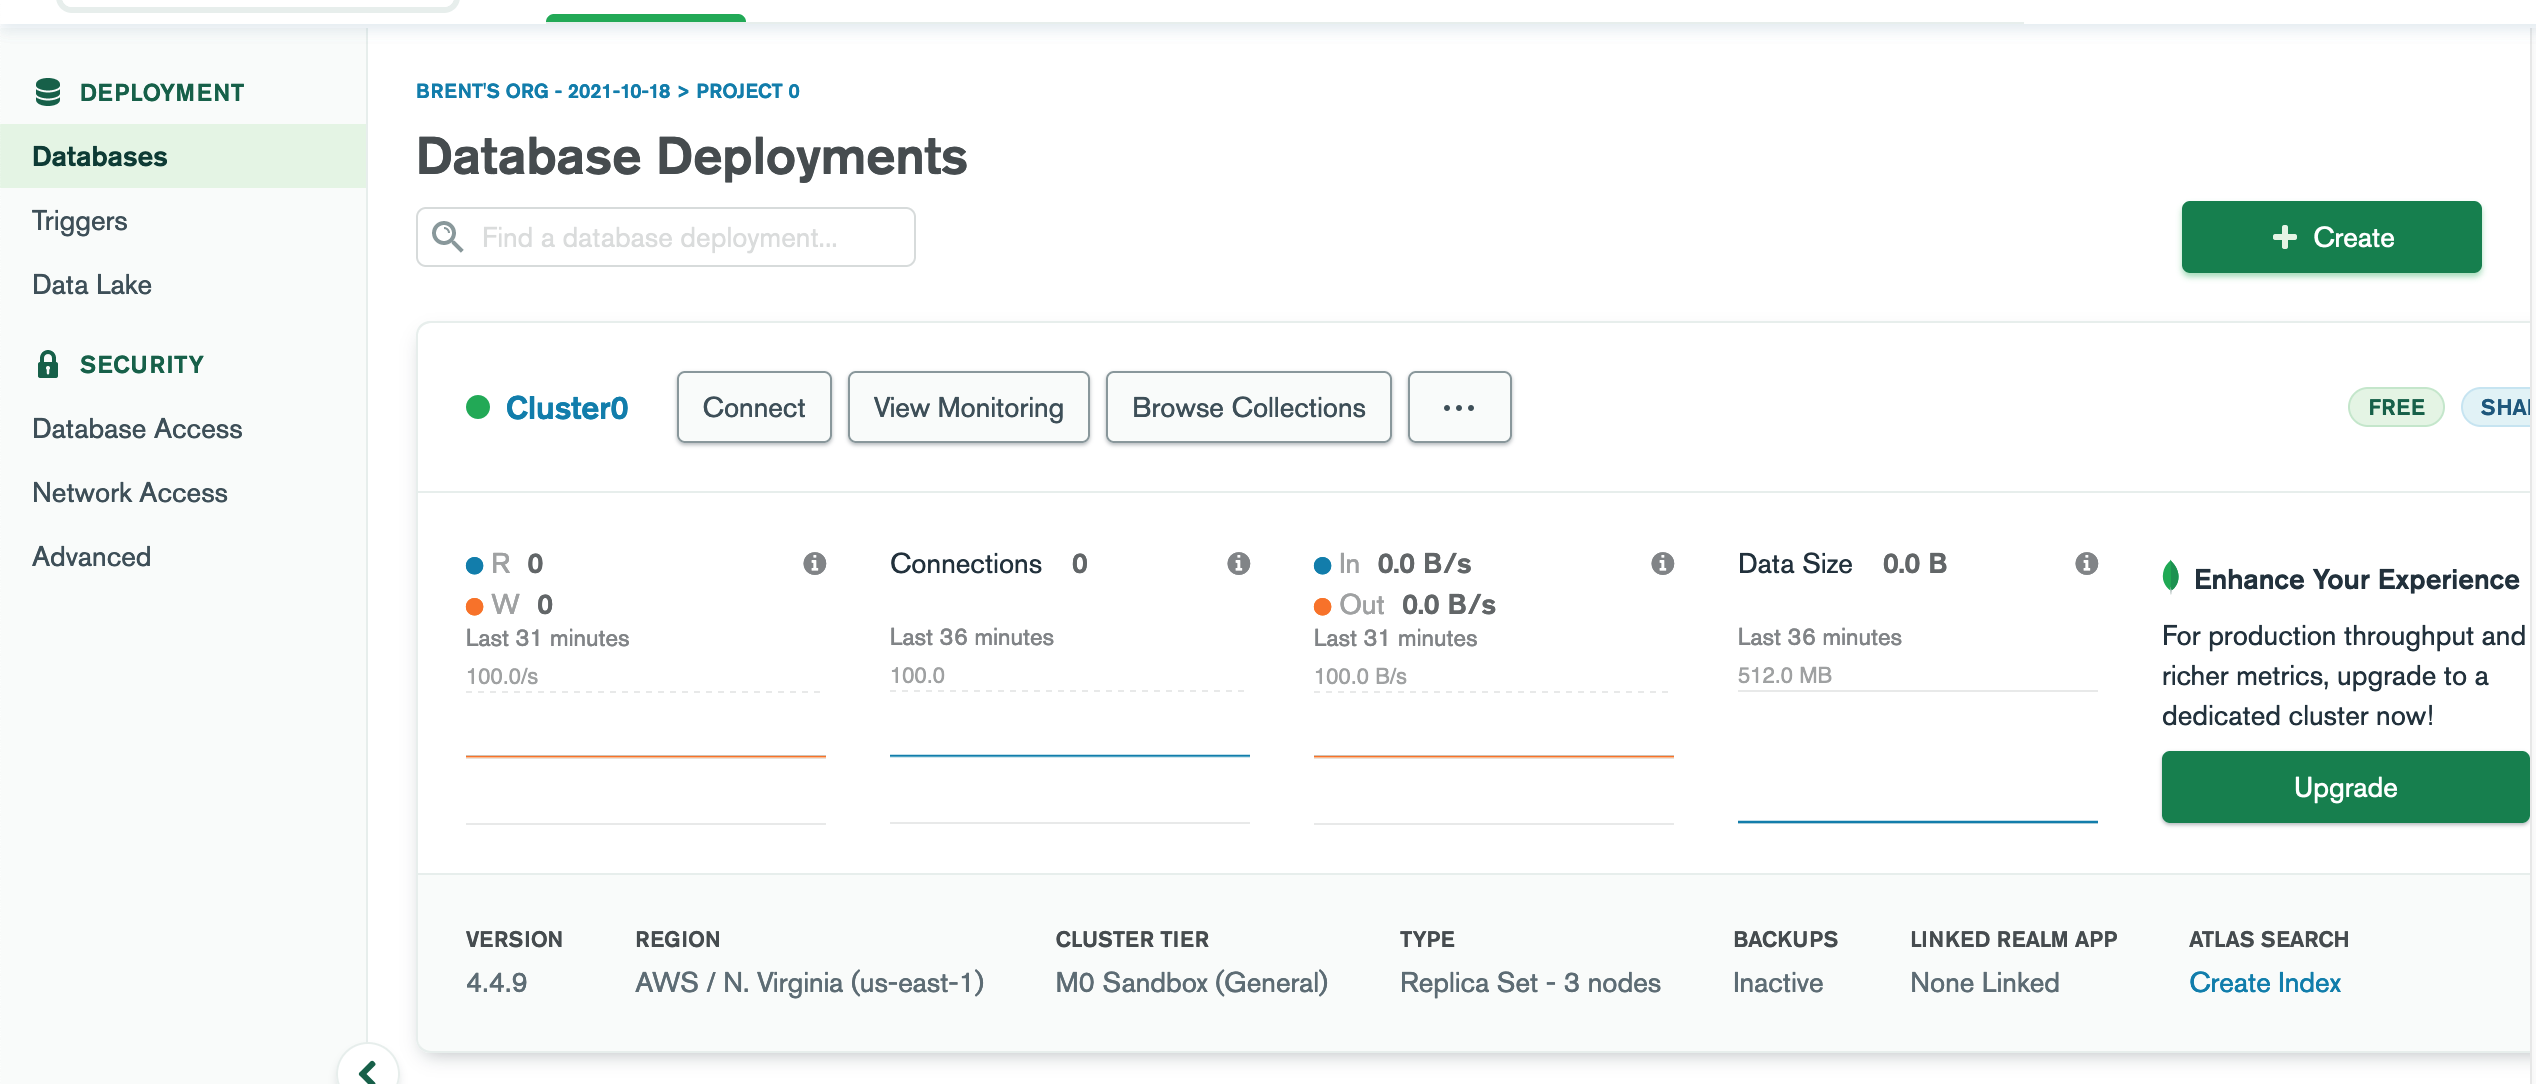 DEPLOYMENT
Databases
Triggers
Data Lake
SECURITY
Database Access
Network Access
Advanced
BRENT'S ORG - 2021-10-18 > PROJECT 0
Database Deployments
Find a database deployment...
Create
Cluster0
Connect
View Monitoring
Browse Collections
...
FREE
R 0
W 0
Last 31 minutes
100.0/s
Connections 0
Last 36 minutes
100.0
In 0.0 B/s
Out 0.0 B/s
Last 31 minutes
100.0 B/s
Data Size 0.0 B
Last 36 minutes
512.0 MB
Enhance Your Experience
For production throughput and
richer metrics, upgrade to a
dedicated cluster now!
Upgrade
VERSION
4.4.9
REGION
AWS / N. Virginia (us-east-1)
CLUSTER TIER
M0 Sandbox (General)
TYPE
Replica Set - 3 nodes
BACKUPS
Inactive
LINKED REALM APP
None Linked
ATLAS SEARCH
Create Index